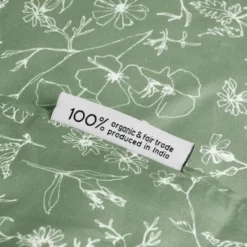 100% organic & fair trade
produced in India